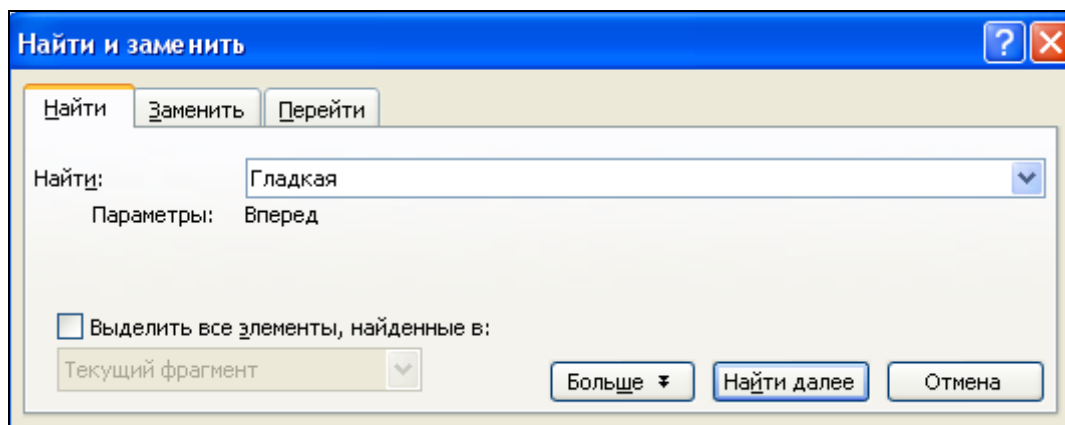 Найти и заменить
Найти Заменить Перейти
Найти: Гладкая
Параметры: Вперед
Выделить все элементы, найденные в:
Текущий фрагмент
Больше Найти далее Отмена